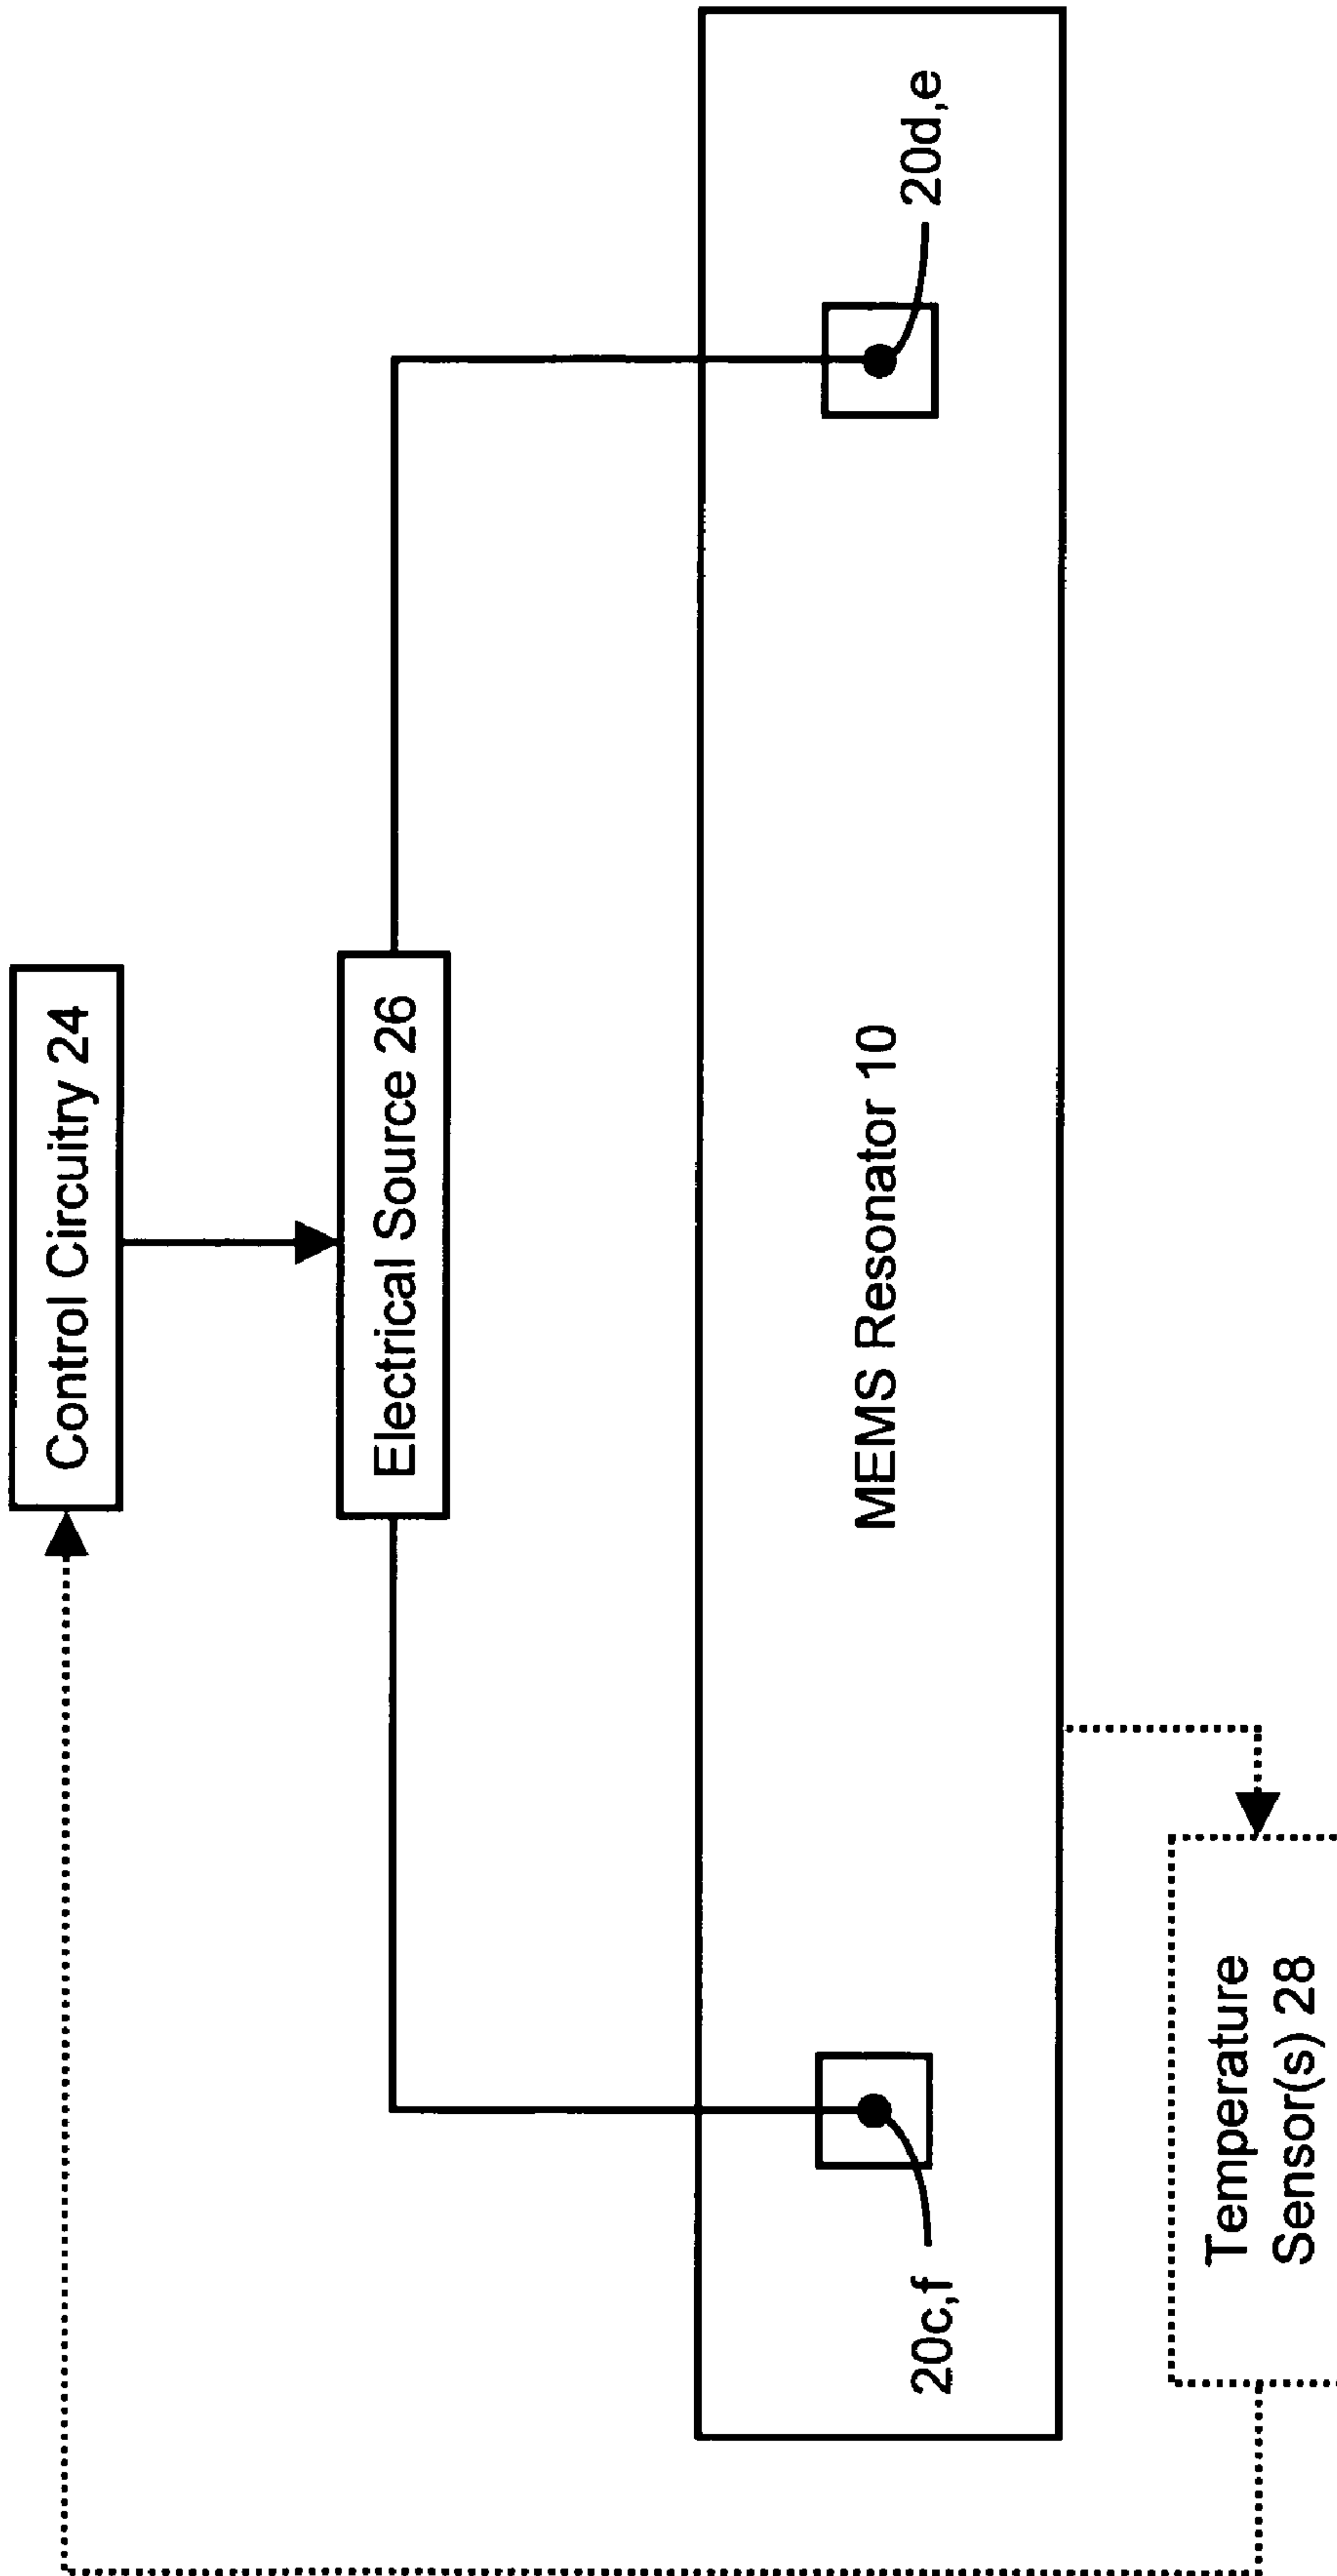 Control Circuitry 24
Electrical Source 26
MEMS Resonator 10
20c,f
20d,e
Temperature
Sensor(s) 28